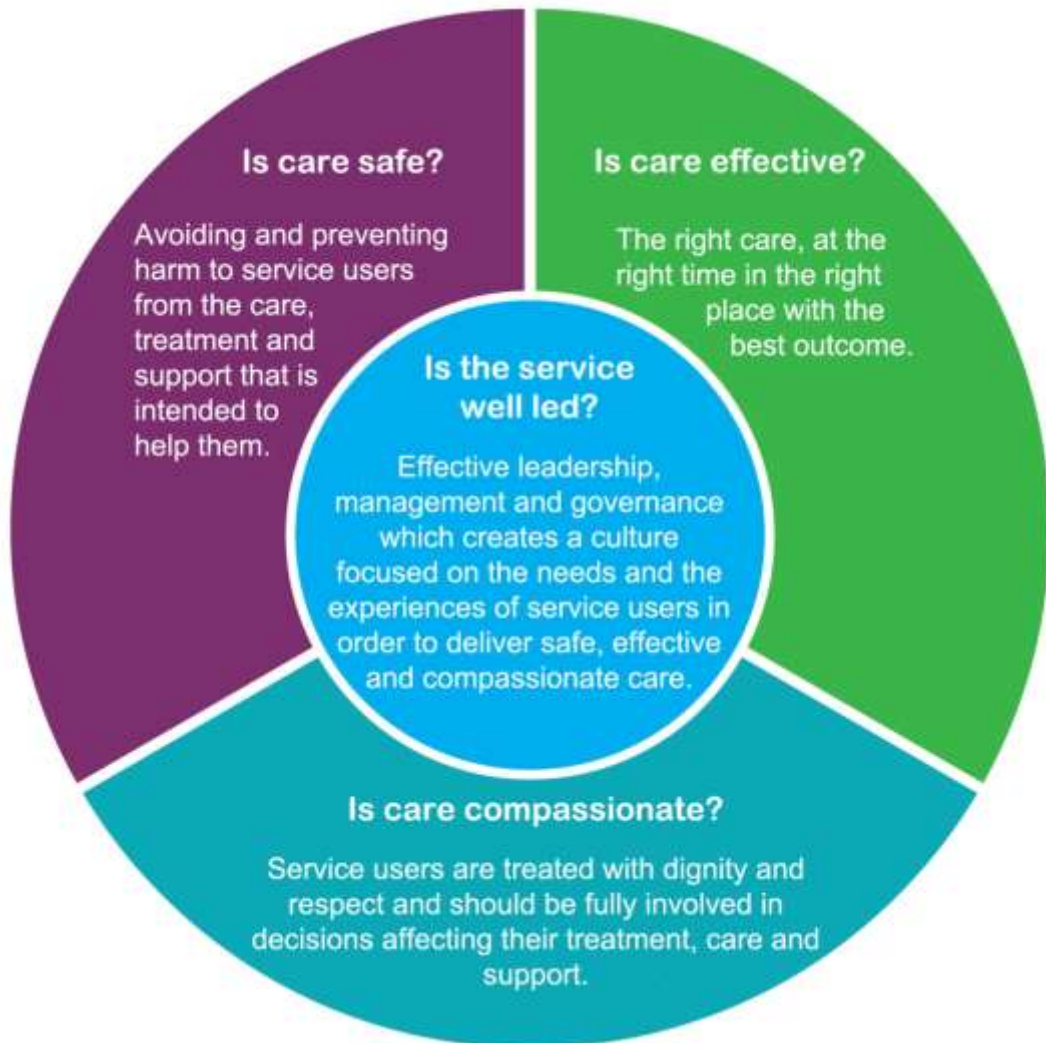 Is care safe?
Avoiding and preventing
harm to service users
from the care,
treatment and
support that is
intended to
help them.
Is care effective?
The right care, at the
right time in the right
place with the
best outcome.
Is the service
well led?
Effective leadership,
management and governance
which creates a culture
focused on the needs and the
experiences of service users in
order to deliver safe, effective
and compassionate care.
Is care compassionate?
Service users are treated with dignity and
respect and should be fully involved in
decisions affecting their treatment, care and
support.